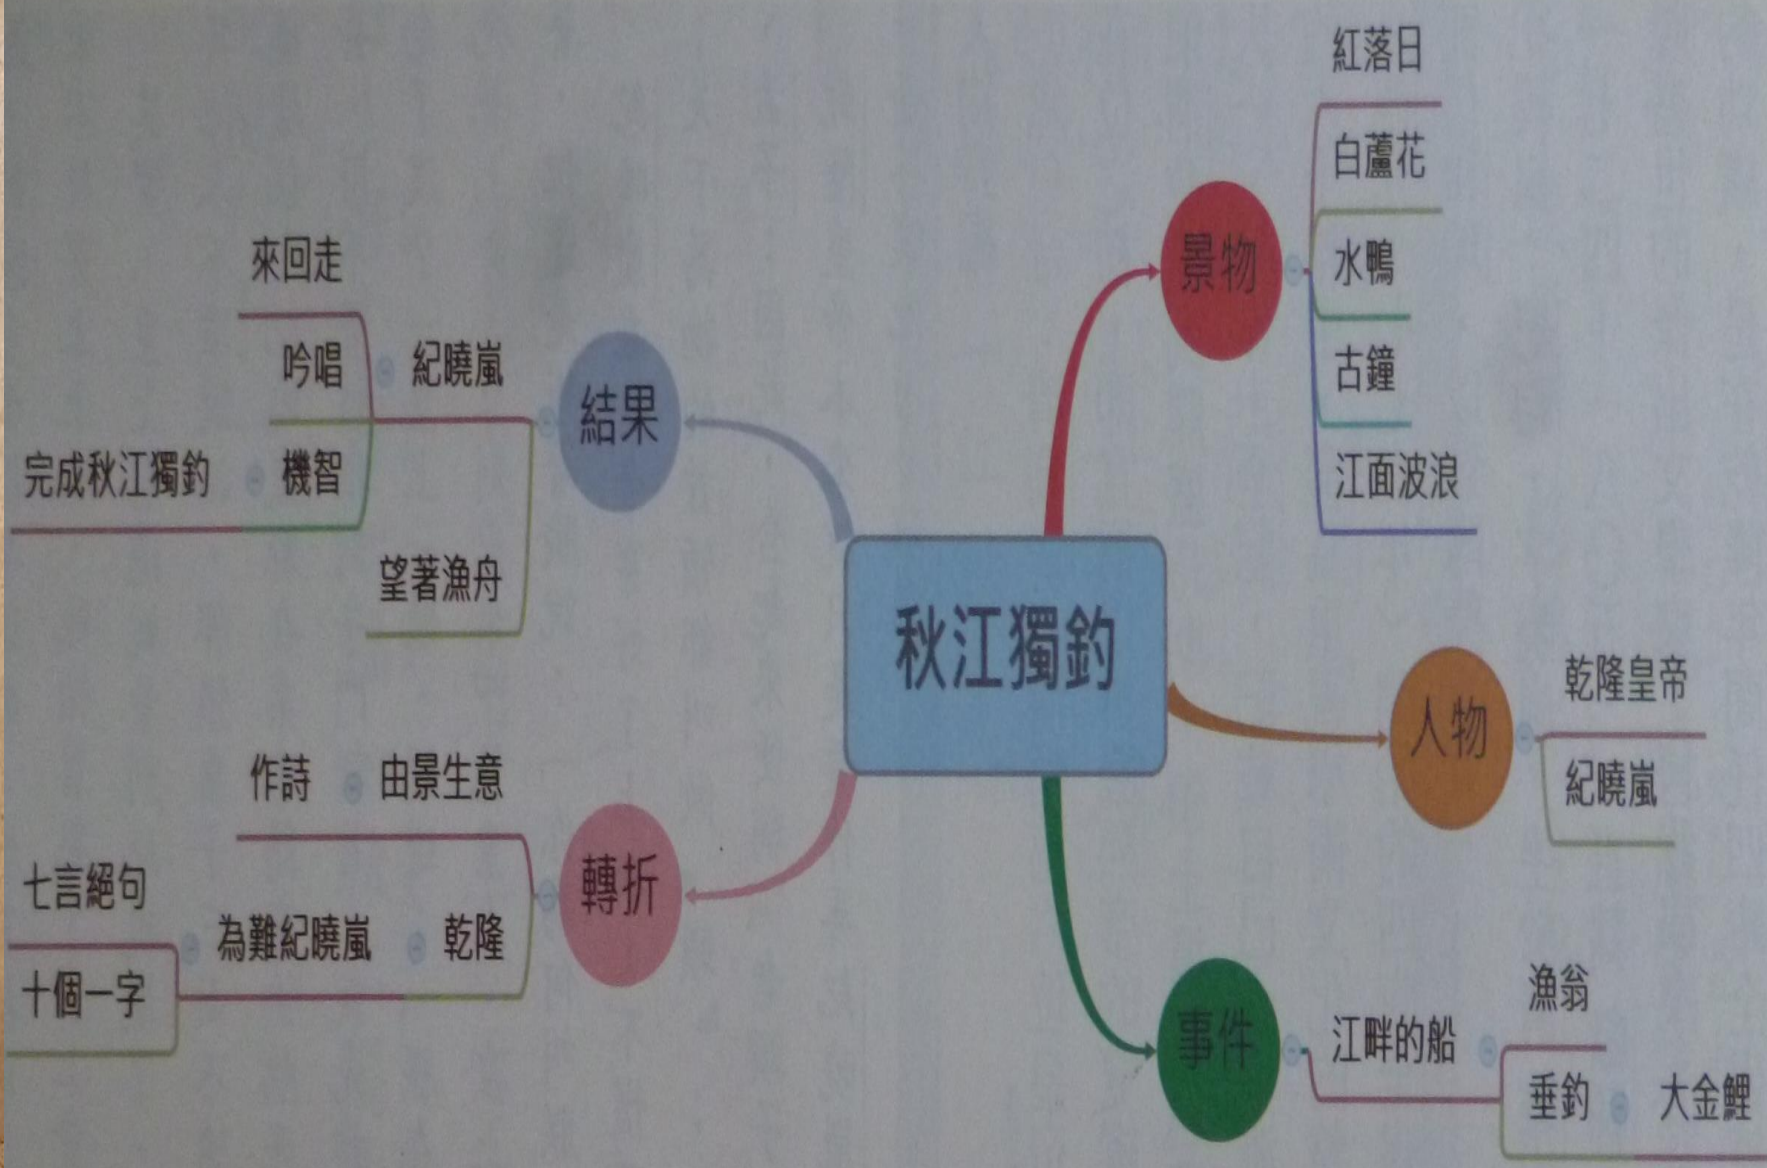 秋江獨釣
景物
紅落日
白蘆花
水鴨
古鐘
江面波浪
人物
乾隆皇帝
紀曉嵐
事件
江畔的船
漁翁
垂釣
大金鯉
轉折
由景生意
作詩
乾隆
為難紀曉嵐
七言絕句
十個一字
結果
紀曉嵐
來回走
吟唱
機智
完成秋江獨釣
望著漁舟